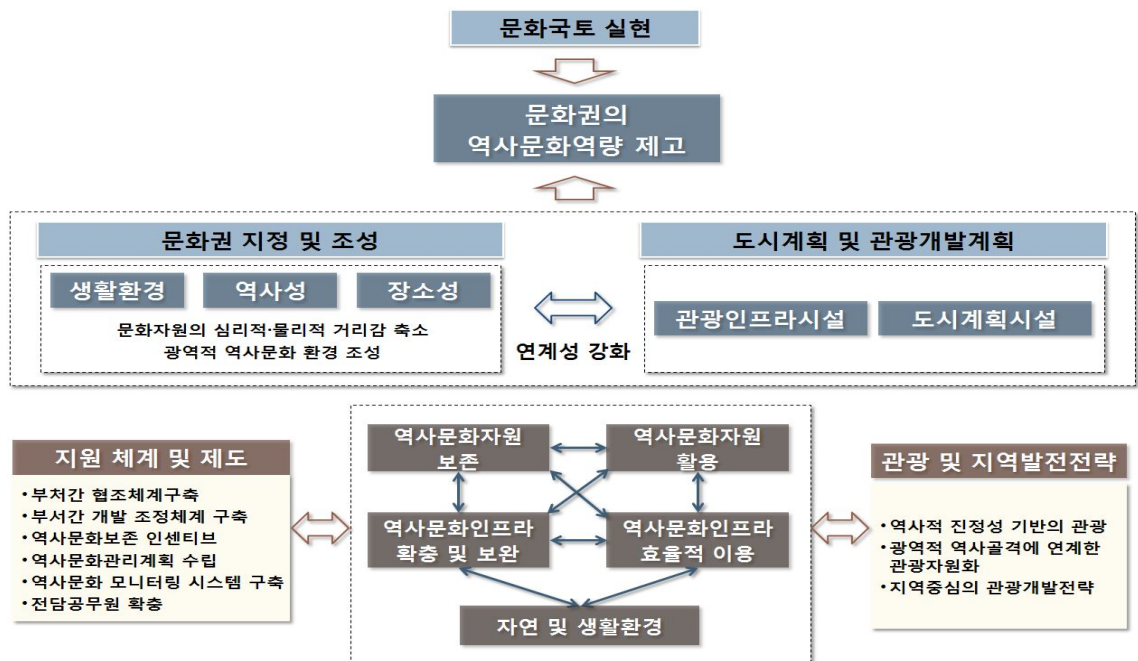 문화국토 실현
문화권의
역사문화역량 제고
문화권 지정 및 조성
생활환경
역사성
장소성
문화자원의 심리적·물리적 거리감 축소
광역적 역사문화 환경 조성
연계성 강화
도시계획 및 관광개발계획
관광인프라시설
도시계획시설
지원 체계 및 제도
•부처간 협조체계구축
•부서간 개발 조정체계 구축
•역사문화보존 인센티브
•역사문화관리계획 수립
•역사문화 모니터링 시스템 구축
•전담공무원 확충
역사문화자원
보존
역사문화자원
활용
역사문화인프라
확충 및 보완
역사문화인프라
효율적 이용
자연 및 생활환경
관광 및 지역발전전략
•역사적 진정성 기반의 관광
•광역적 역사골격에 연계한
관광자원화
•지역중심의 관광개발전략